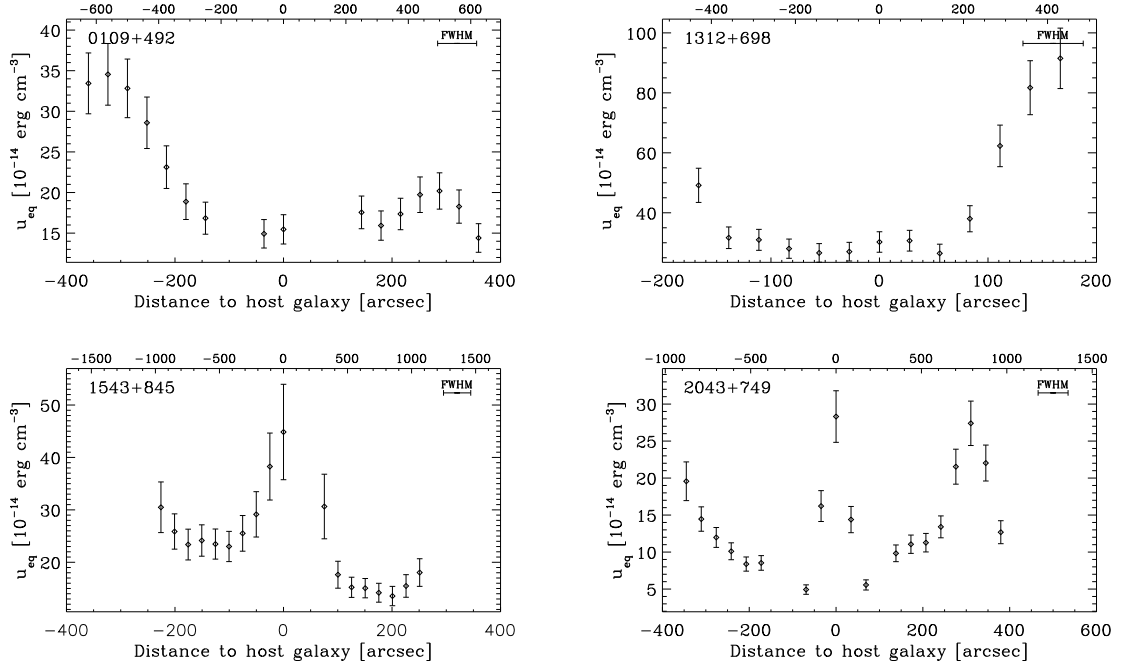 −600 −400 −200 0 200 400 600
0109+492
FWHM
40
35
30
25
20
15
u_eq [10^−14 erg cm^−3]
−400 −200 0 200 400
Distance to host galaxy [arcsec]
−400 −200 0 200 400
1312+698
FWHM
100
80
60
40
u_eq [10^−14 erg cm^−3]
−200 −100 0 100 200
Distance to host galaxy [arcsec]
−1500 −1000 −500 0 500 1000 1500
1543+845
FWHM
50
40
30
20
u_eq [10^−14 erg cm^−3]
−400 −200 0 200 400
Distance to host galaxy [arcsec]
−1000 −500 0 500 1000 1500
2043+749
FWHM
30
25
20
15
10
5
u_eq [10^−14 erg cm^−3]
−400 −200 0 200 400 600
Distance to host galaxy [arcsec]